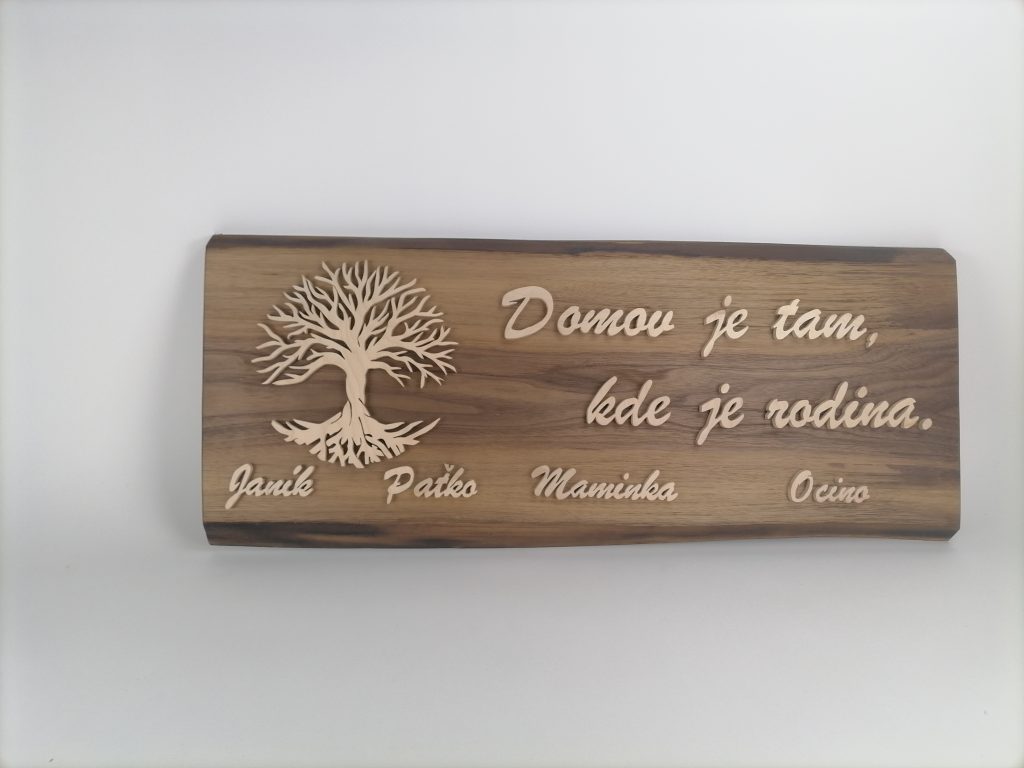 Domov je tam,
kde je rodina.
Janík Paťko Maminka Ocino